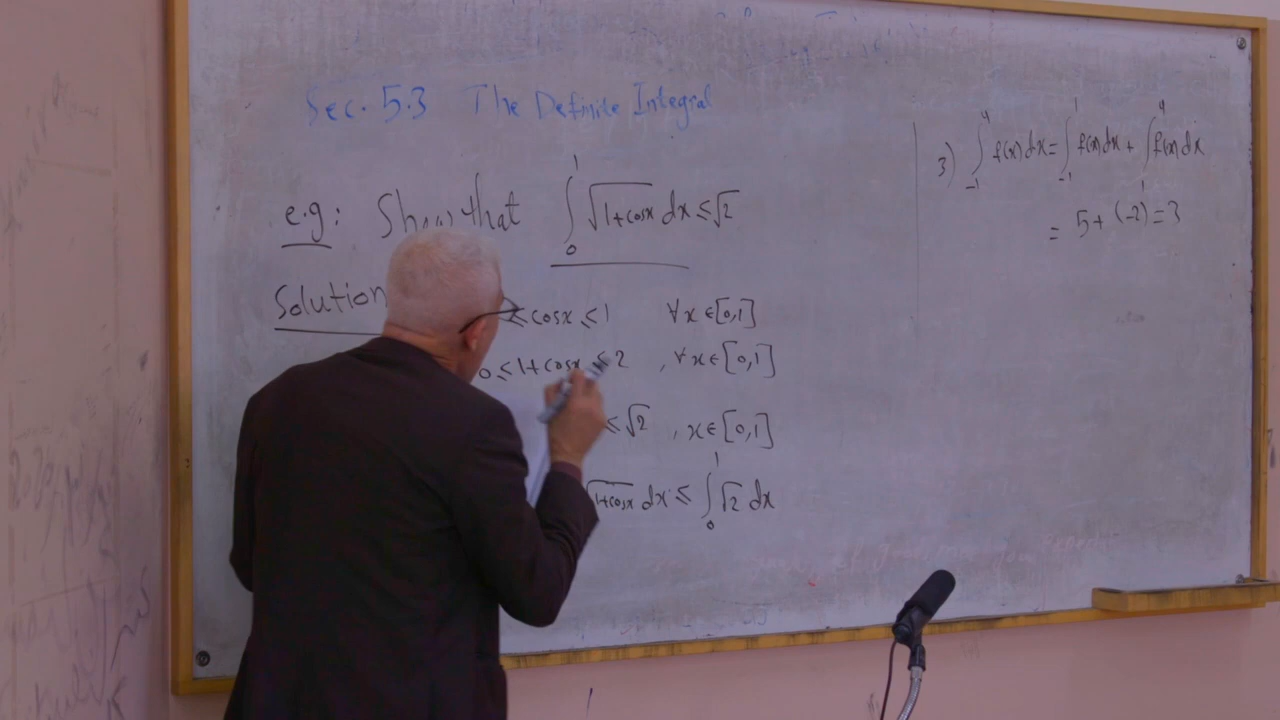 Sec. 5.3 The Definite Integral
e.g: Show that ∫₀¹ √(1+cosx) dx ≤ √2
Solution
≤ cosx ≤ 1 ∀x ∈ [0,1]
0 ≤ 1+cosx ≤ 2 , ∀x ∈ [0,1]
≤ √2 , x ∈ [0,1]
√(1+cosx) dx ≤ ∫₀¹ √2 dx
3) ∫₋₁⁴ f(x)dx = ∫₋₁¹ f(x)dx + ∫₁⁴ f(x)dx
= 5+(-2)=3